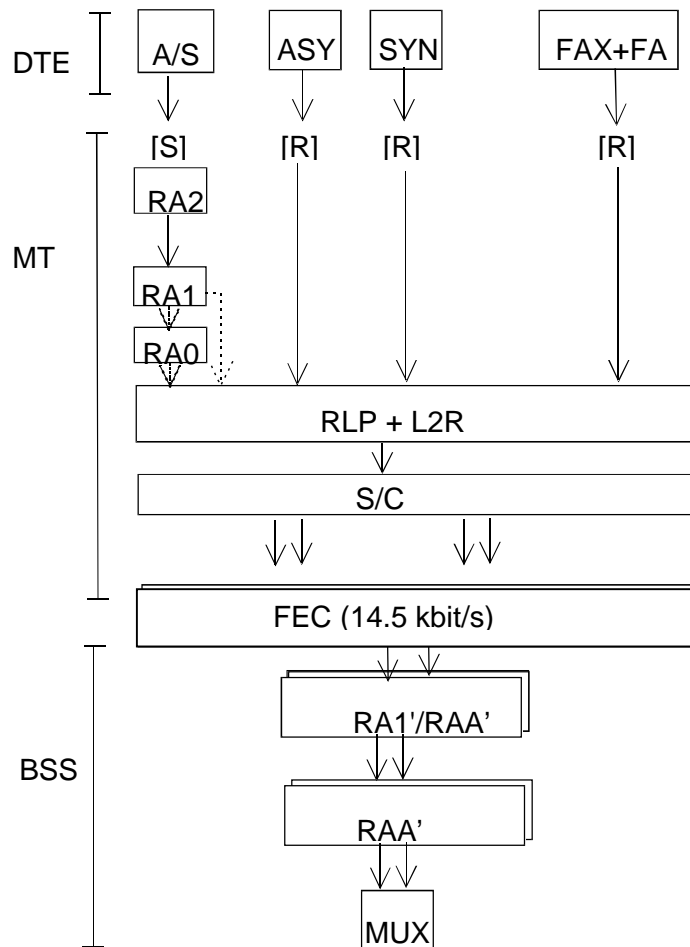 DTE A/S ASY SYN FAX+FA
[S] [R] [R] [R]
MT
RA2
RA1
RA0
RLP + L2R
S/C
FEC (14.5 kbit/s)
BSS
RA1'/RAA’
RAA’
MUX